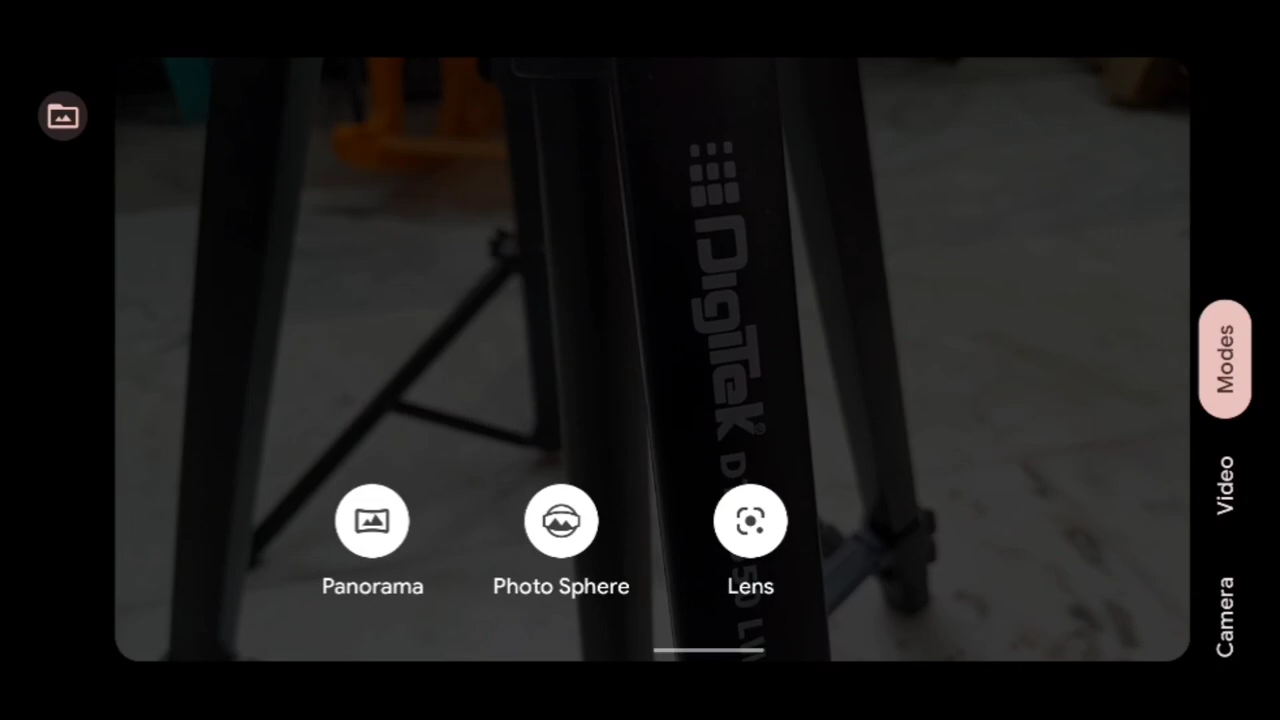 DigiTek
Panorama
Photo Sphere
Lens
Modes
Video
Camera